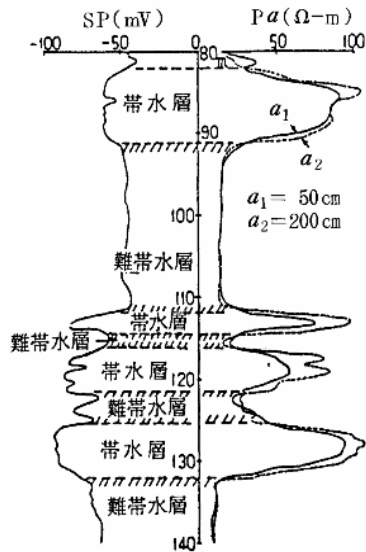 SP(mV) Pa(Ω-m)
-100 -50 0 50 100
80
m
帯水層
a₁
90
a₂
a₁= 50cm
a₂=200cm
100
難帯水層
110
帯水層
難帯水層
帯水層
120
難帯水層
帯水層
130
難帯水層
140